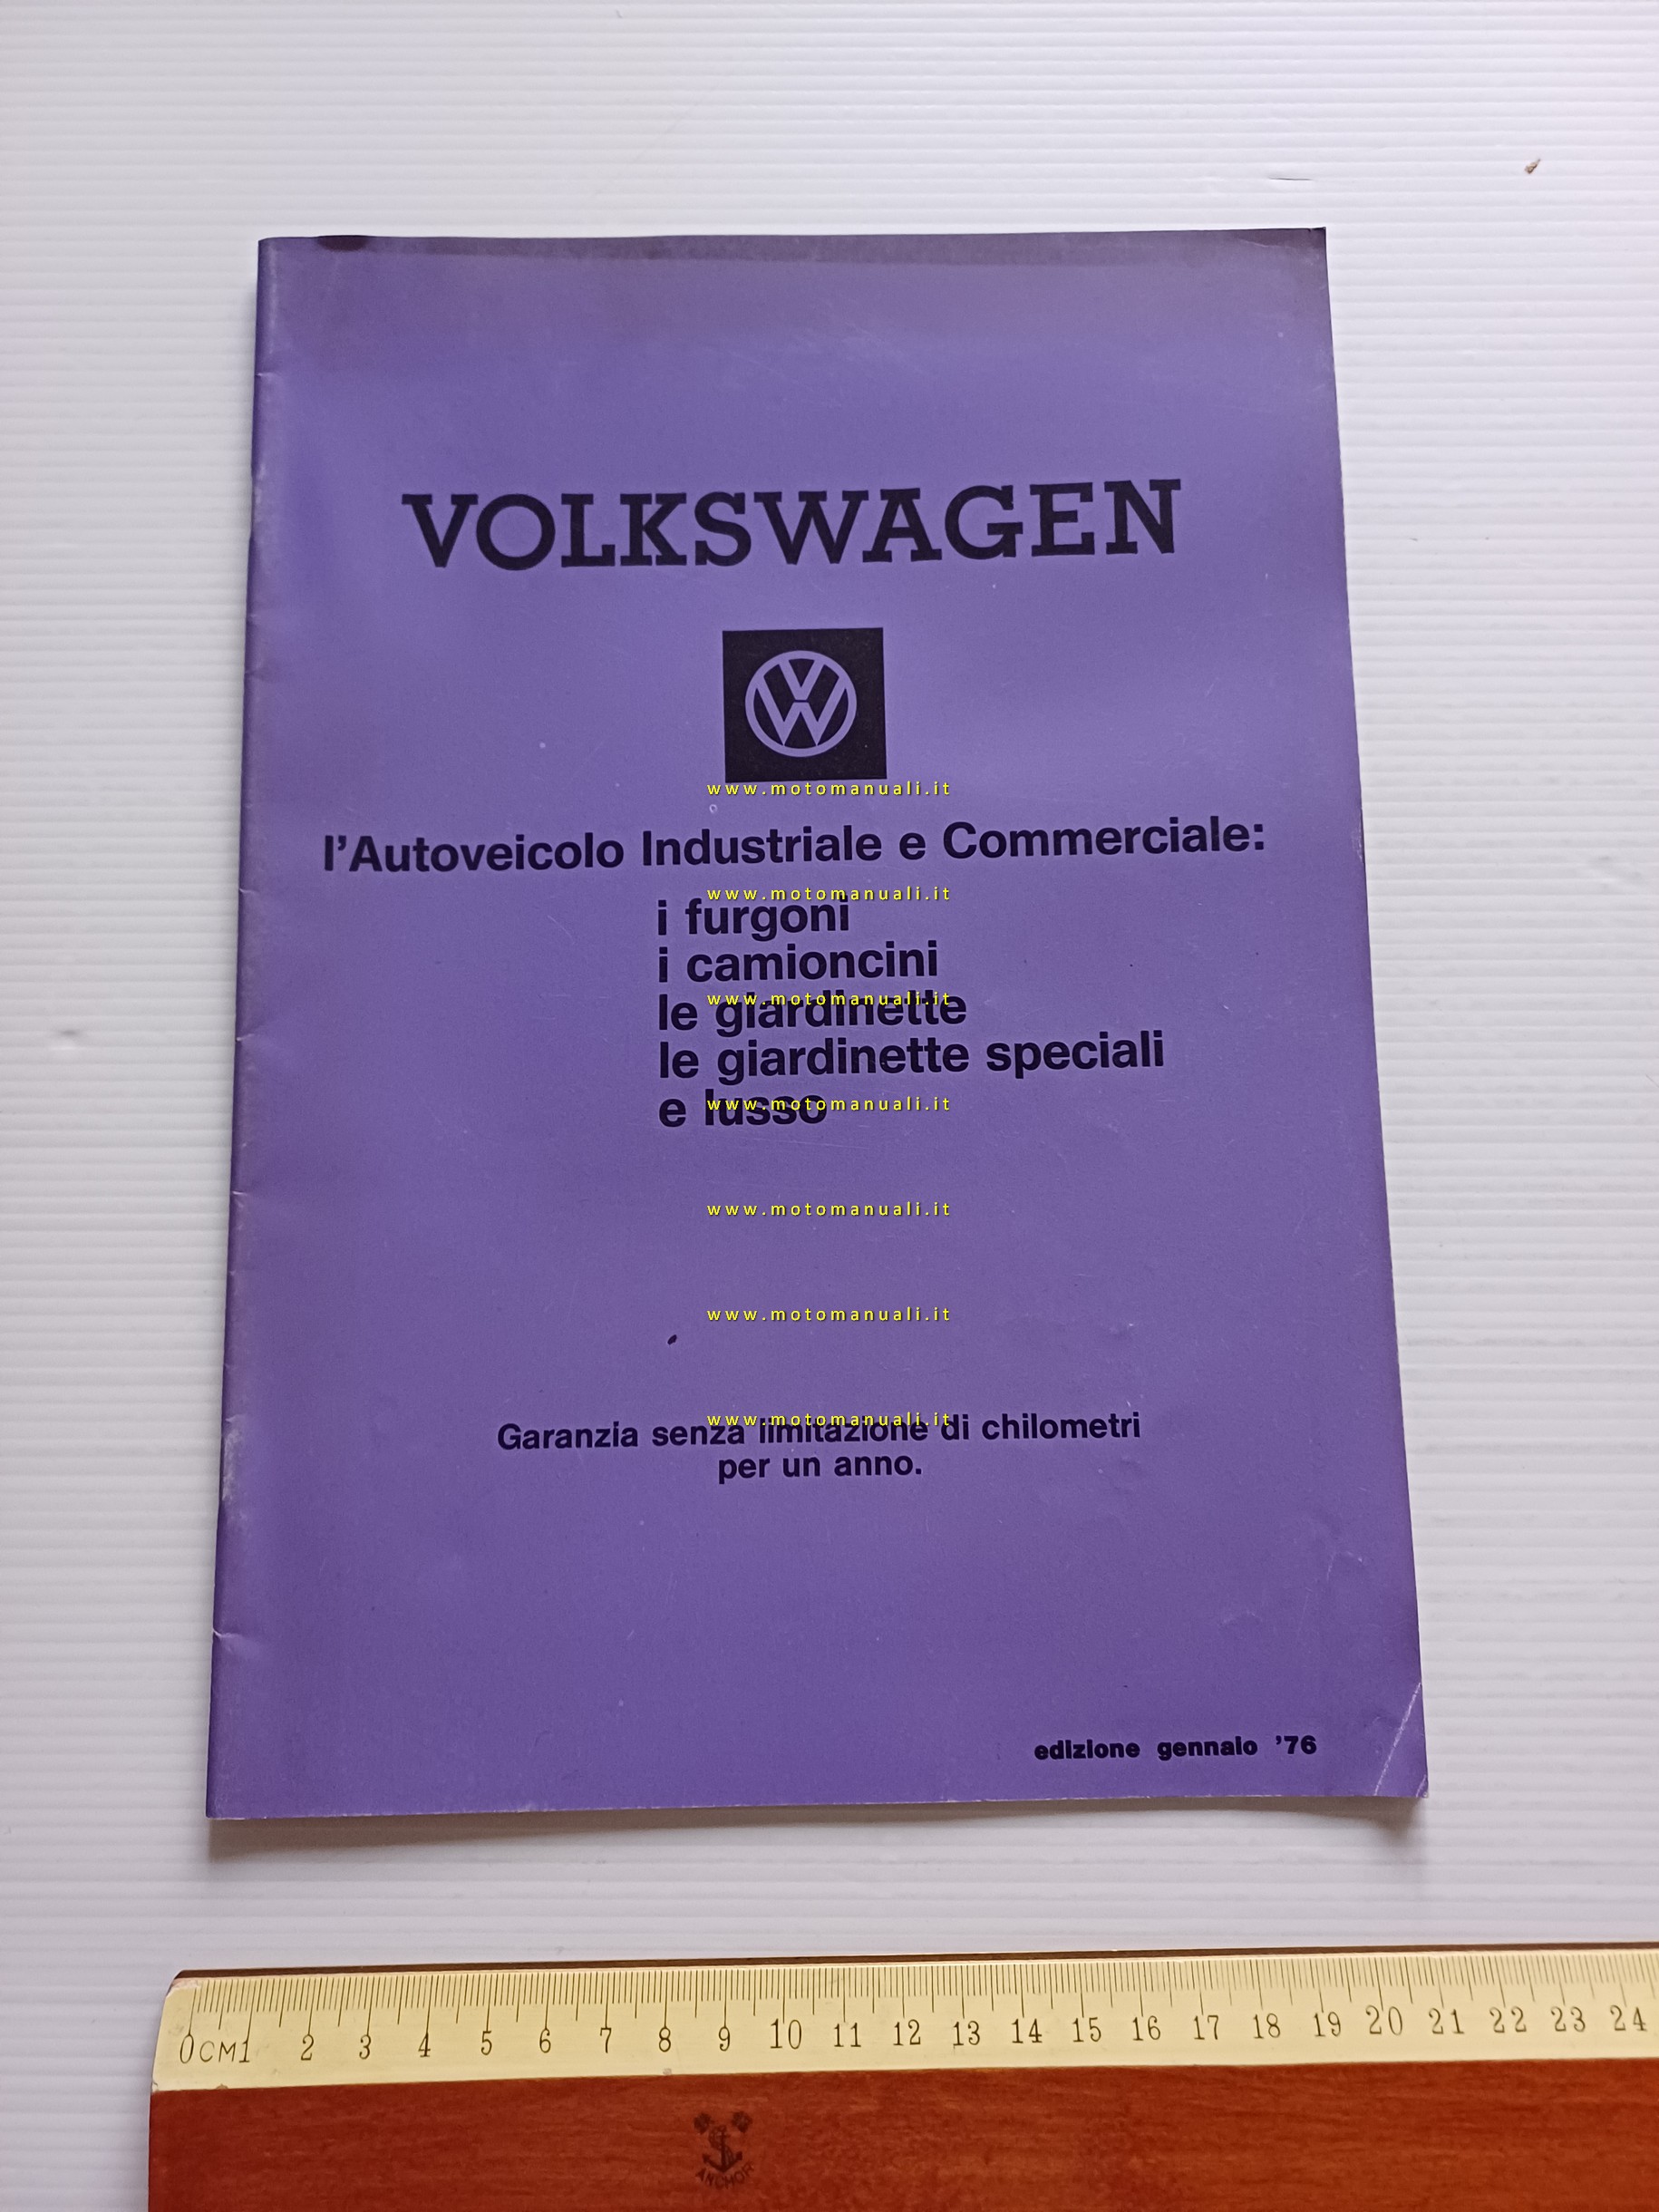 VOLKSWAGEN
www.motomanuali.it
l'Autoveicolo Industriale e Commerciale:
www.motomanuali.it
i furgoni
i camioncini
www.motomanuali.it
le giardinette
le giardinette speciali
www.motomanuali.it
e lusso
www.motomanuali.it
www.motomanuali.it
www.motomanuali.it
Garanzia senza limitazione di chilometri
per un anno.
edizione gennaio '76
0CM1 2 3 4 5 6 7 8 9 10 11 12 13 14 15 16 17 18 19 20 21 22 23 24
ANCHOR